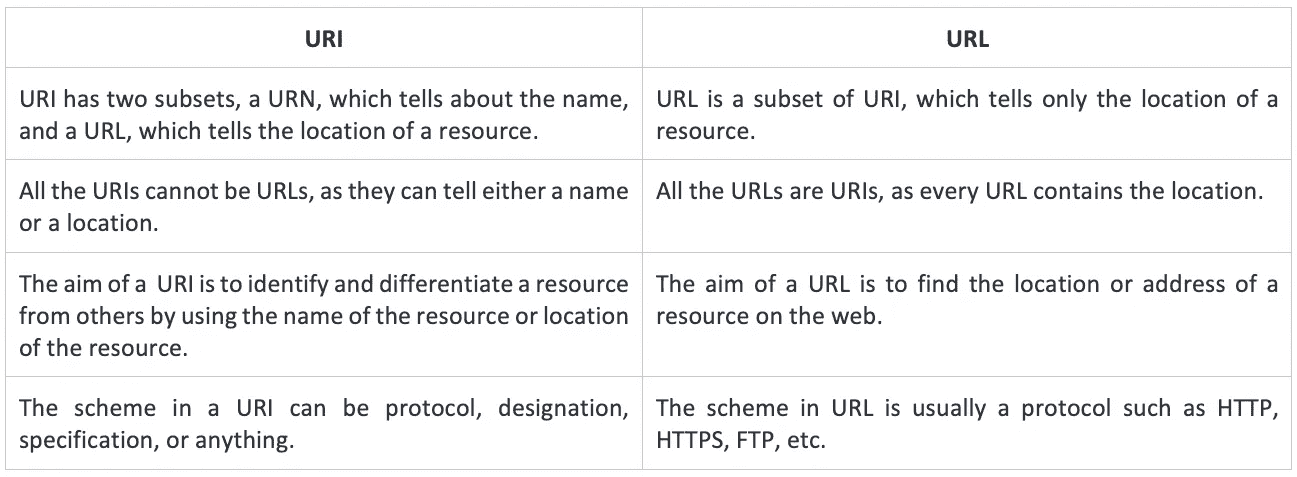 URI
URL
URI has two subsets, a URN, which tells about the name,
and a URL, which tells the location of a resource.
URL is a subset of URI, which tells only the location of a
resource.
All the URIs cannot be URLs, as they can tell either a name
or a location.
All the URLs are URIs, as every URL contains the location.
The aim of a URI is to identify and differentiate a resource
from others by using the name of the resource or location
of the resource.
The aim of a URL is to find the location or address of a
resource on the web.
The scheme in a URI can be protocol, designation,
specification, or anything.
The scheme in URL is usually a protocol such as HTTP,
HTTPS, FTP, etc.